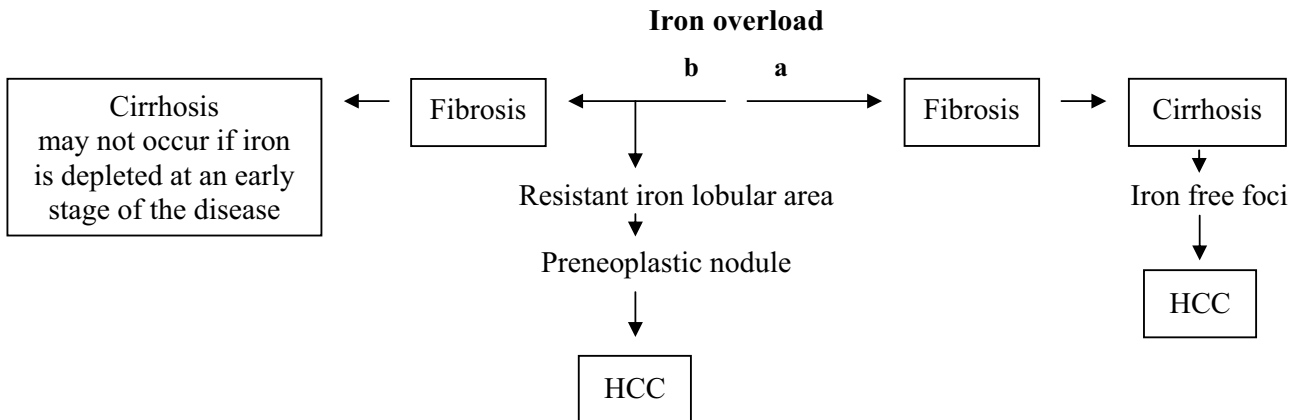 Iron overload
b
a
Cirrhosis
may not occur if iron
is depleted at an early
stage of the disease
Fibrosis
Fibrosis
Cirrhosis
Resistant iron lobular area
Iron free foci
Preneoplastic nodule
HCC
HCC